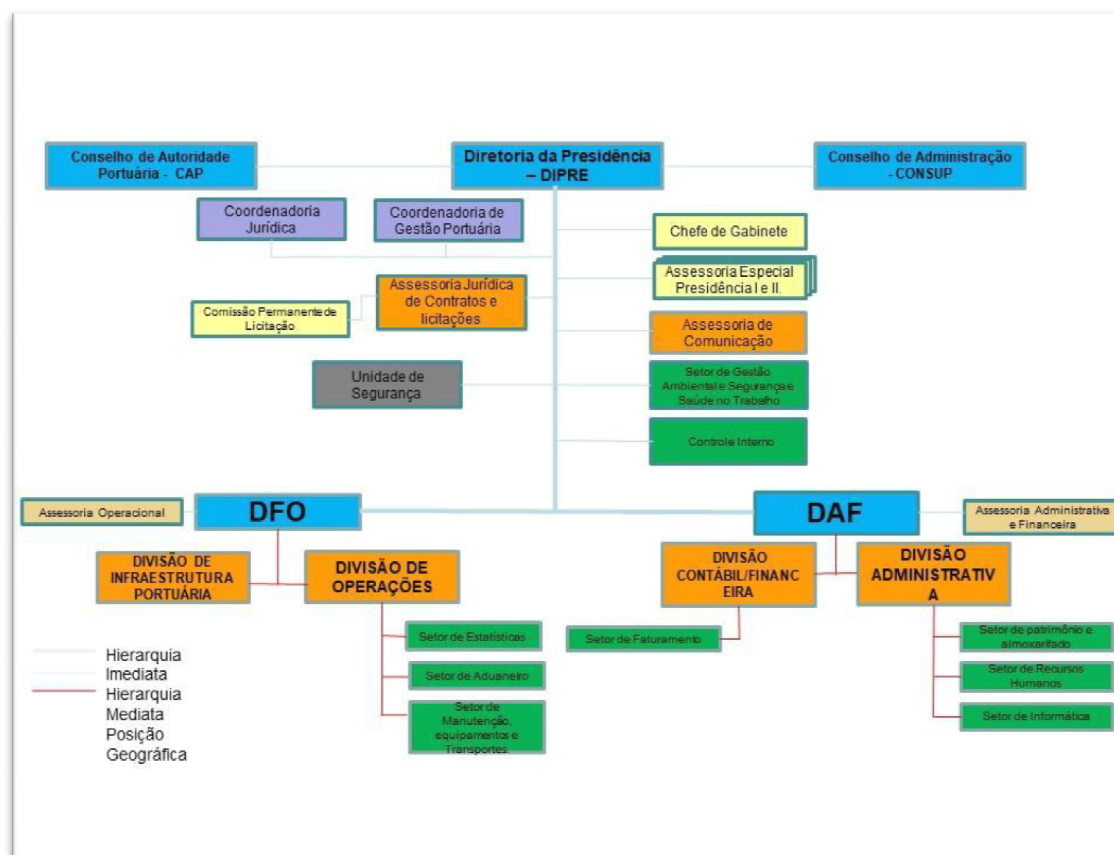 Conselho de Autoridade
Portuária - CAP
Diretoria da Presidência
– DIPRE
Conselho de Administração
- CONSUP
Coordenadoria
Jurídica
Coordenadoria de
Gestão Portuária
Chefe de Gabinete
Assessoria Especial
Presidência I e II.
Assessoria Jurídica
de Contratos e
licitações
Comissão Permanente de
Licitação
Assessoria de
Comunicação
Unidade de
Segurança
Setor de Gestão
Ambiental e Segurança e
Saúde no Trabalho
Controle Interno
Assessoria Operacional
DFO
DAF
Assessoria Administrativa
e Financeira
DIVISÃO DE
INFRAESTRUTURA
PORTUÁRIA
DIVISÃO DE
OPERAÇÕES
DIVISÃO
CONTÁBIL/FINANC
EIRA
DIVISÃO
ADMINISTRATIV
A
Setor de Estatísticas
Setor de Aduaneiro
Setor de
Manutenção,
equipamentos e
Transportes.
Setor de Faturamento
Setor de patrimônio e
almoxarifado
Setor de Recursos
Humanos
Setor de Informática
Hierarquia
Imediata
Hierarquia
Mediata
Posição
Geográfica